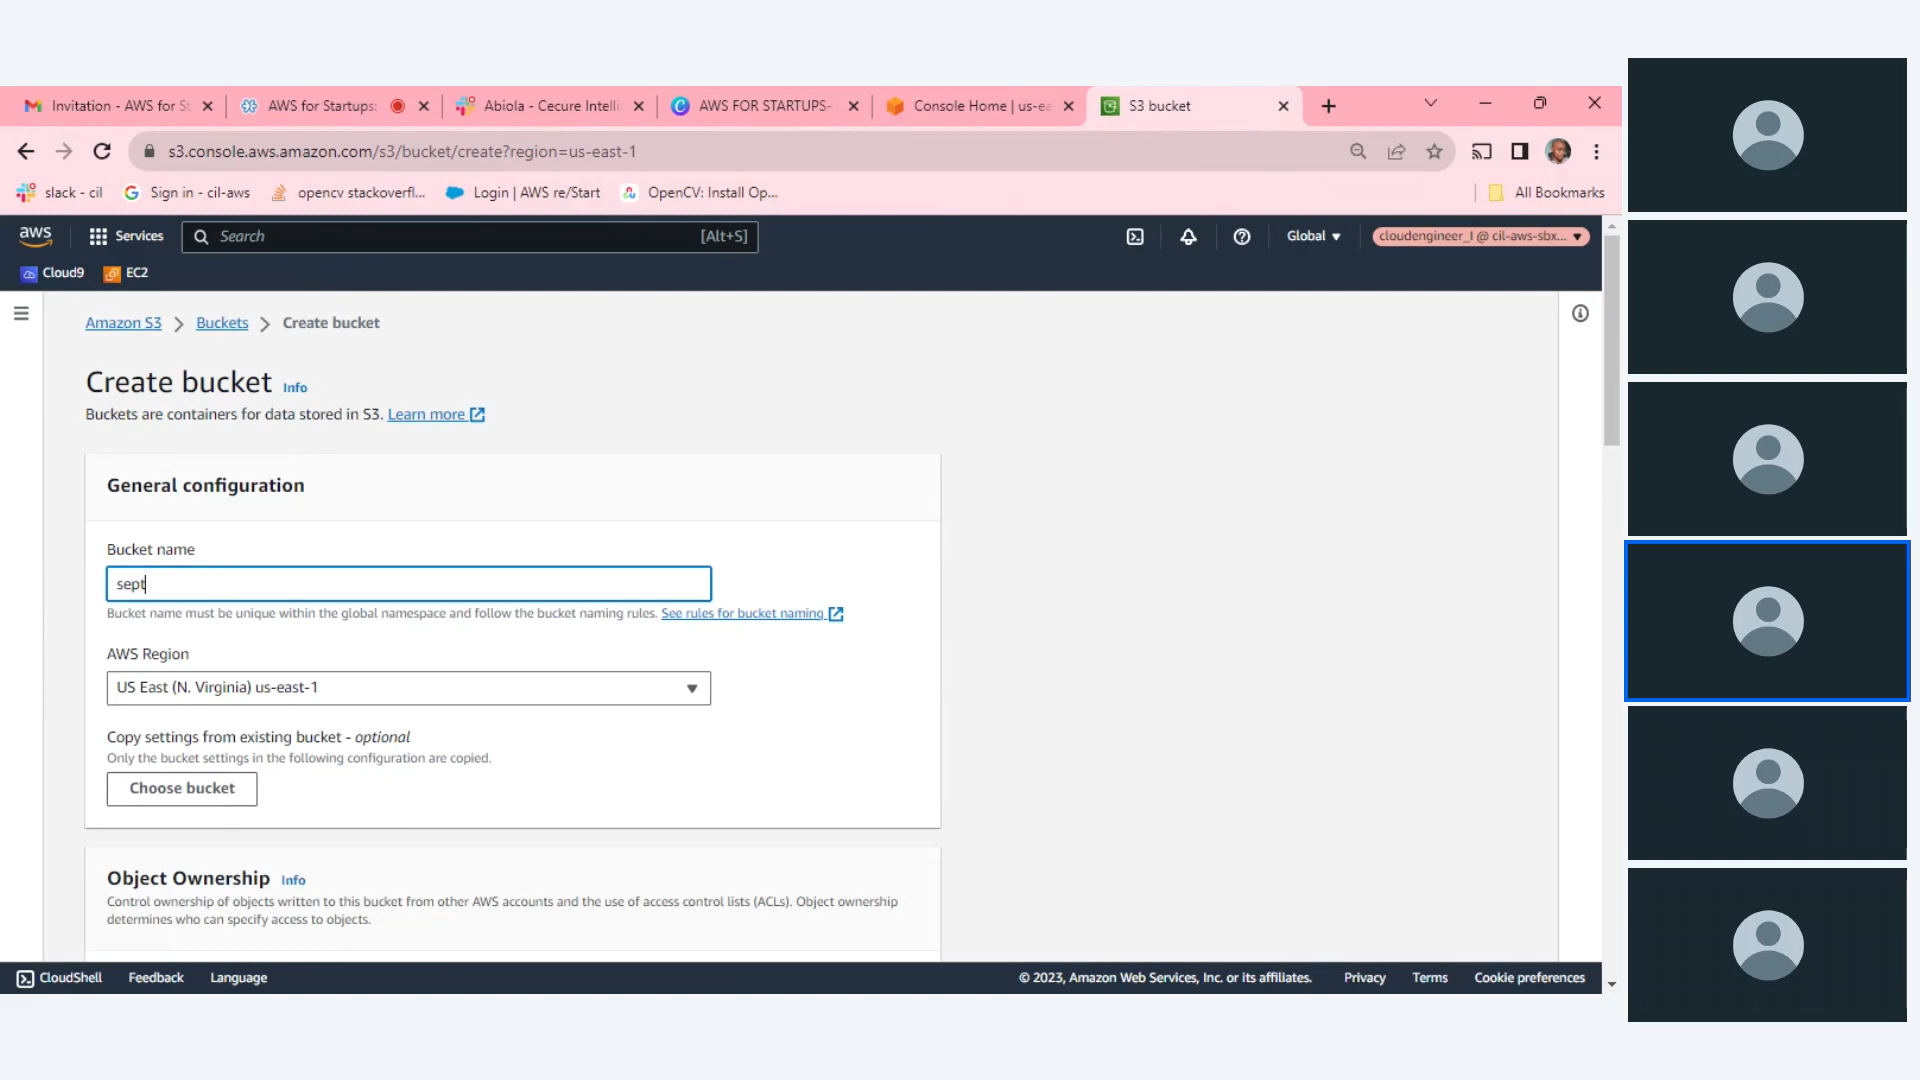 Invitation - AWS for St
AWS for Startups:
Abiola - Cecure Intelli
AWS FOR STARTUPS-
Console Home | us-ea
S3 bucket
s3.console.aws.amazon.com/s3/bucket/create?region=us-east-1
slack - cil
Sign in - cil-aws
opencv stackoverfl...
Login | AWS re/Start
OpenCV: Install Op...
All Bookmarks
aws
Services
Search
[Alt+S]
Global
cloudengineer_I @ cil-aws-sbx...
Cloud9
EC2
Amazon S3
Buckets
Create bucket
Create bucket Info
Buckets are containers for data stored in S3. Learn more
General configuration
Bucket name
sept
Bucket name must be unique within the global namespace and follow the bucket naming rules. See rules for bucket naming
AWS Region
US East (N. Virginia) us-east-1
Copy settings from existing bucket - optional
Only the bucket settings in the following configuration are copied.
Choose bucket
Object Ownership Info
Control ownership of objects written to this bucket from other AWS accounts and the use of access control lists (ACLs). Object ownership
determines who can specify access to objects.
CloudShell
Feedback
Language
© 2023, Amazon Web Services, Inc. or its affiliates.
Privacy
Terms
Cookie preferences